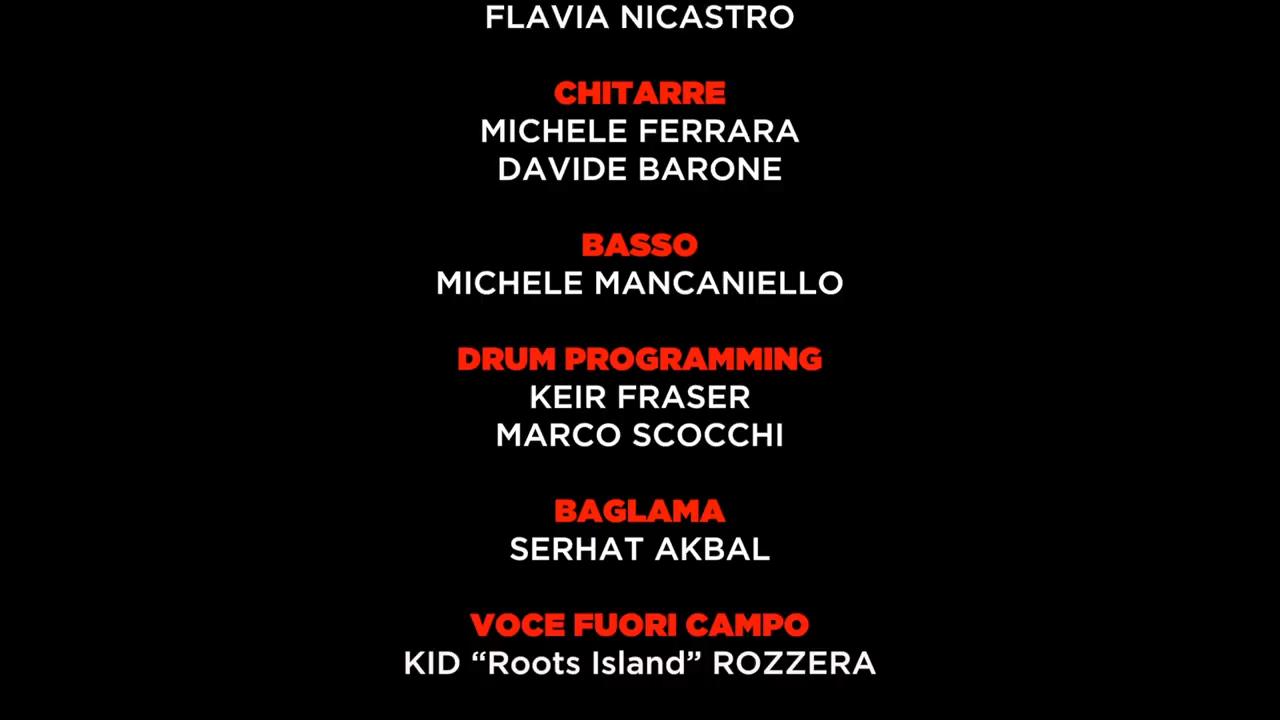 FLAVIA NICASTRO
CHITARRE
MICHELE FERRARA
DAVIDE BARONE
BASSO
MICHELE MANCANIELLO
DRUM PROGRAMMING
KEIR FRASER
MARCO SCOCCHI
BAGLAMA
SERHAT AKBAL
VOCE FUORI CAMPO
KID “Roots Island” ROZZERA